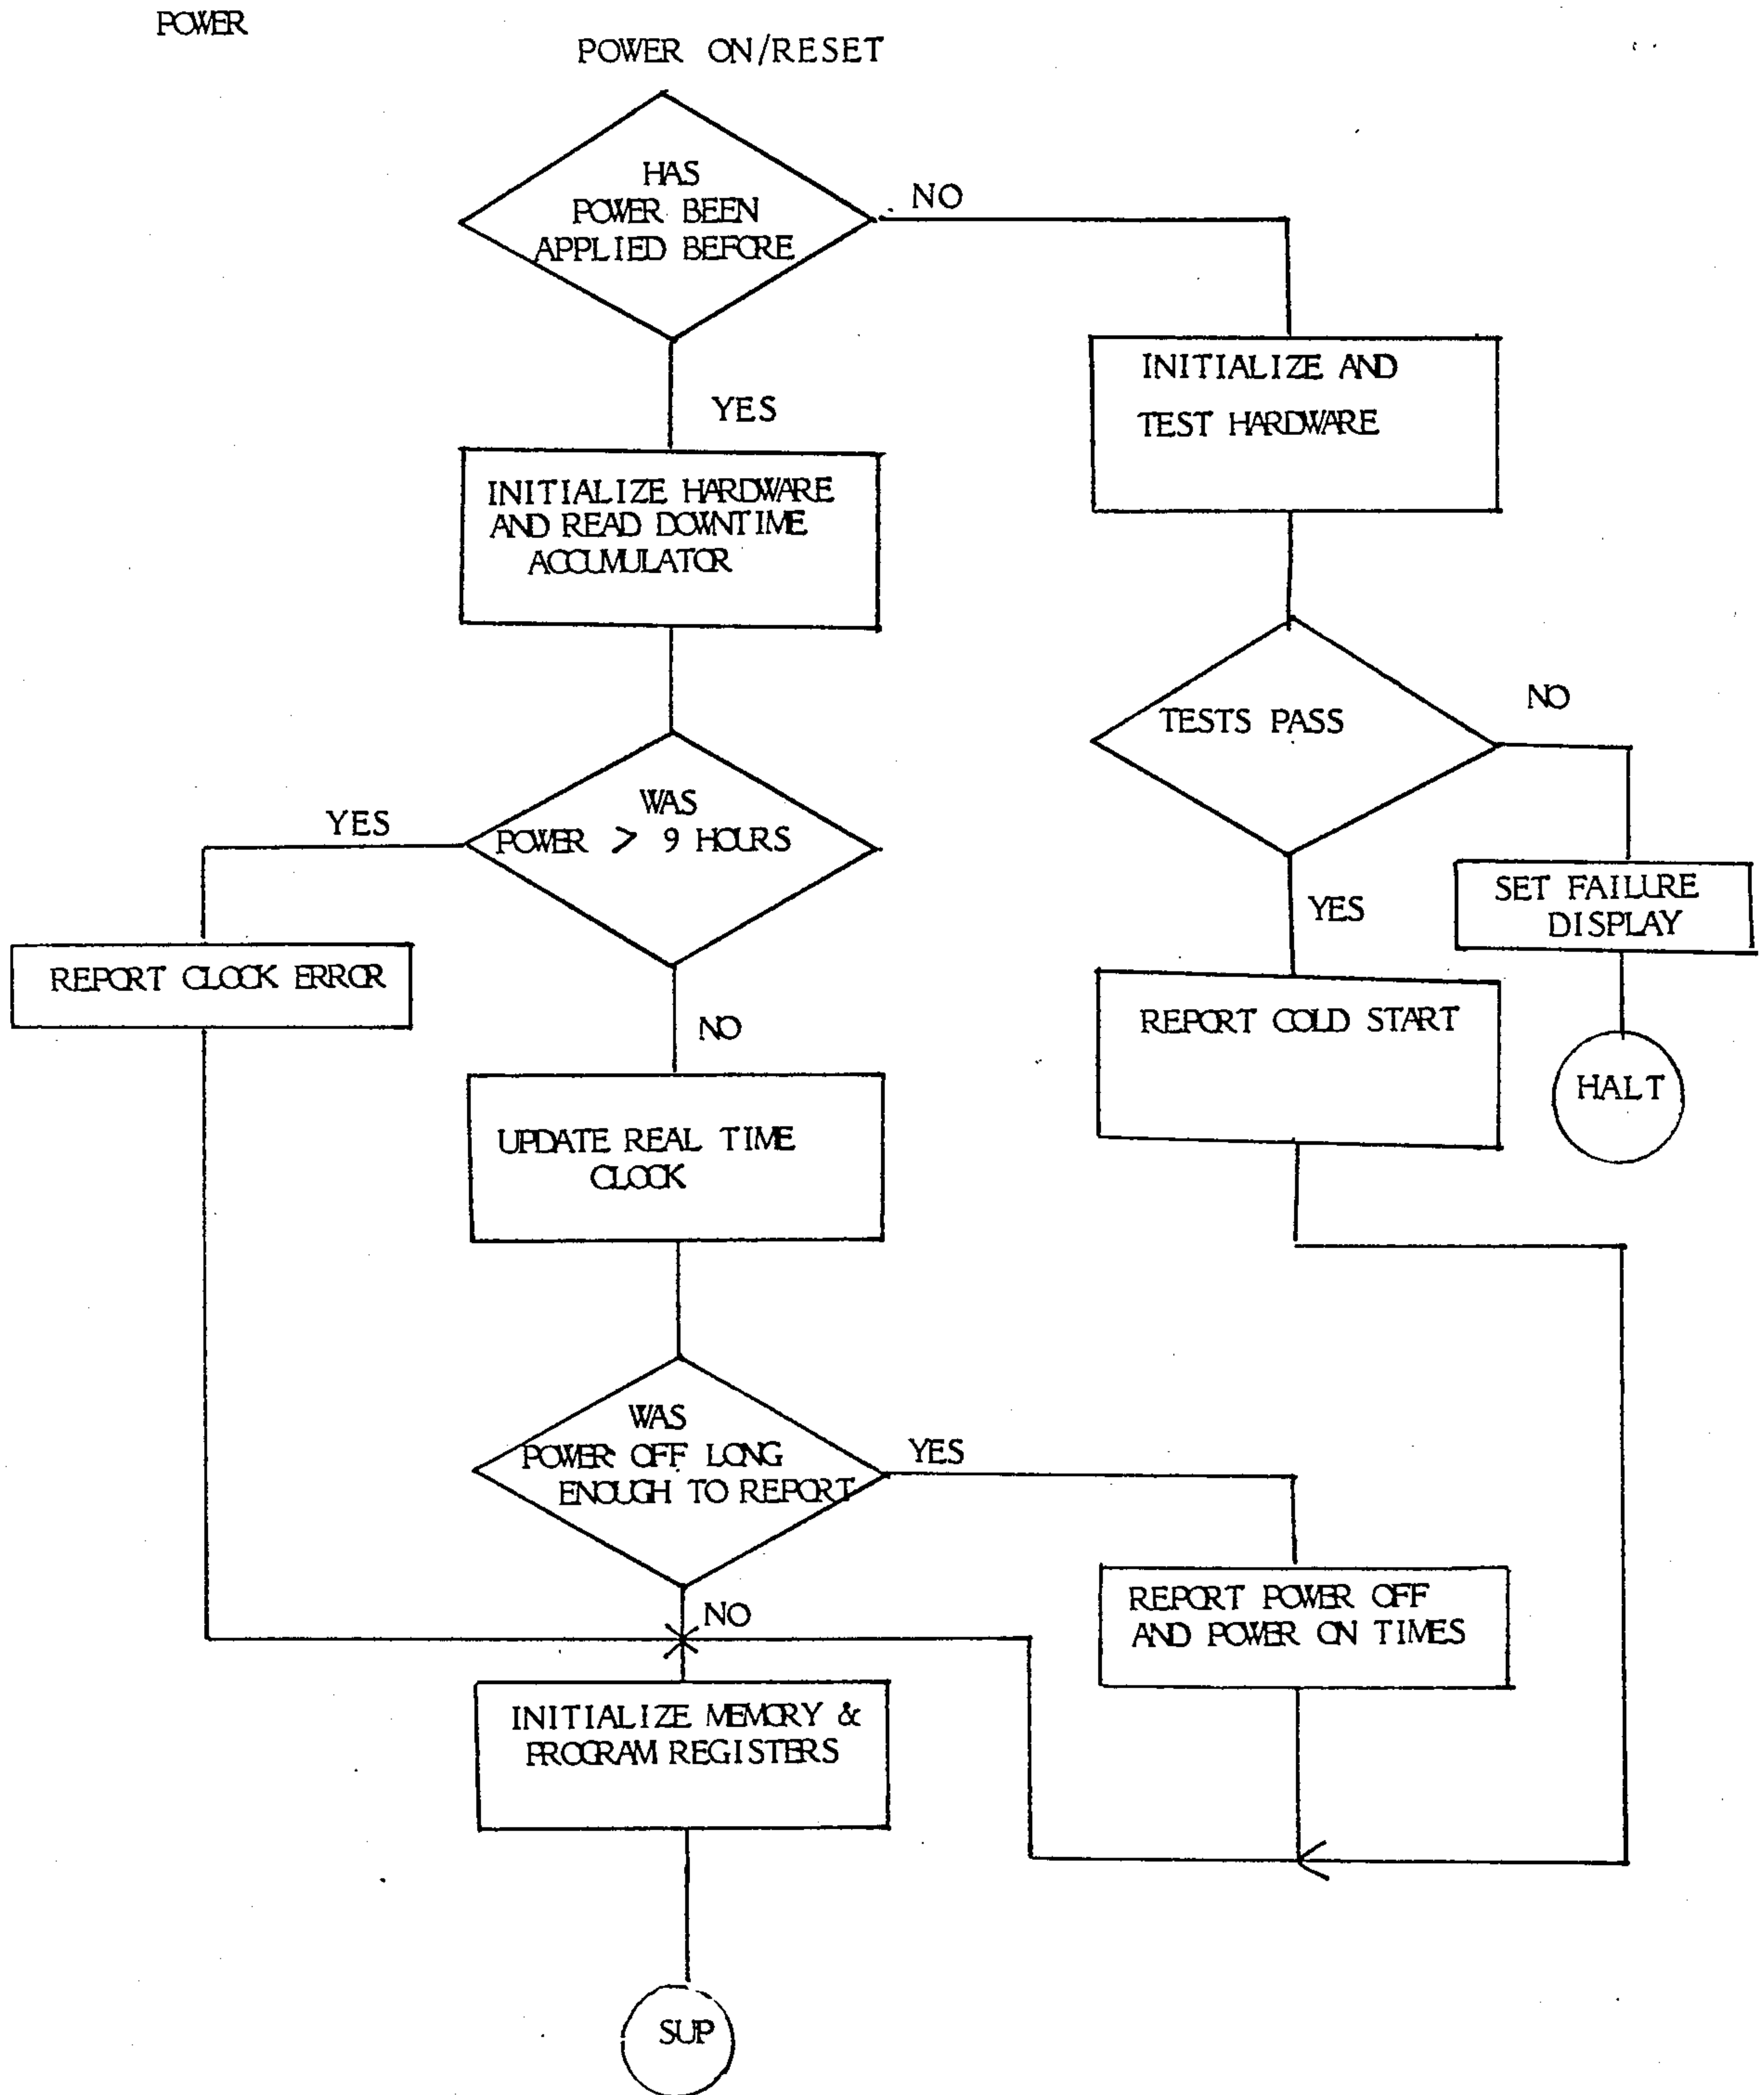 POWER
POWER ON/RESET
HAS
POWER BEEN
APPLIED BEFORE
NO
YES
INITIALIZE AND
TEST HARDWARE
INITIALIZE HARDWARE
AND READ DOWNTIME
ACCUMULATOR
TESTS PASS
NO
WAS
POWER > 9 HOURS
YES
YES
SET FAILURE
DISPLAY
REPORT CLOCK ERROR
NO
REPORT COLD START
HALT
UPDATE REAL TIME
CLOCK
WAS
POWER OFF LONG
ENOUGH TO REPORT
YES
NO
REPORT POWER OFF
AND POWER ON TIMES
INITIALIZE MEMORY &
PROGRAM REGISTERS
SUP